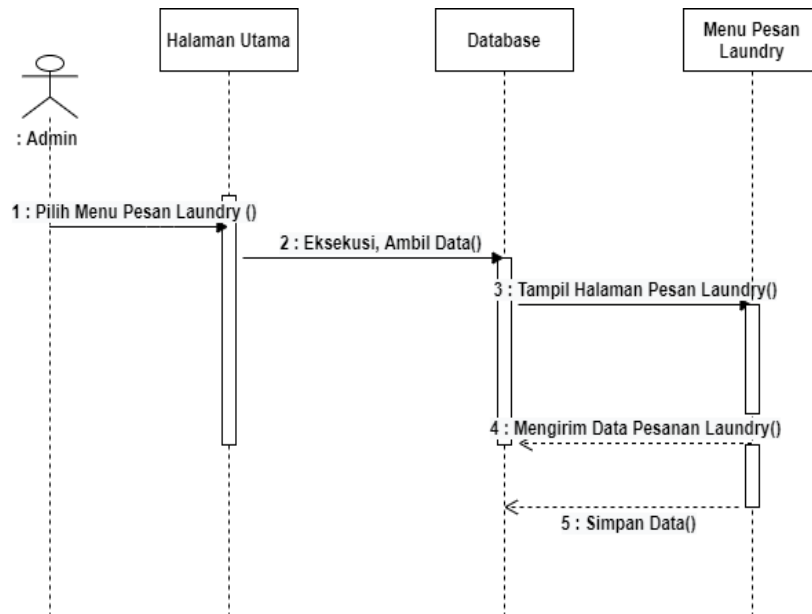 Halaman Utama
Database
Menu Pesan
Laundry
: Admin
1 : Pilih Menu Pesan Laundry ()
2 : Eksekusi, Ambil Data()
3 : Tampil Halaman Pesan Laundry()
4 : Mengirim Data Pesanan Laundry()
5 : Simpan Data()